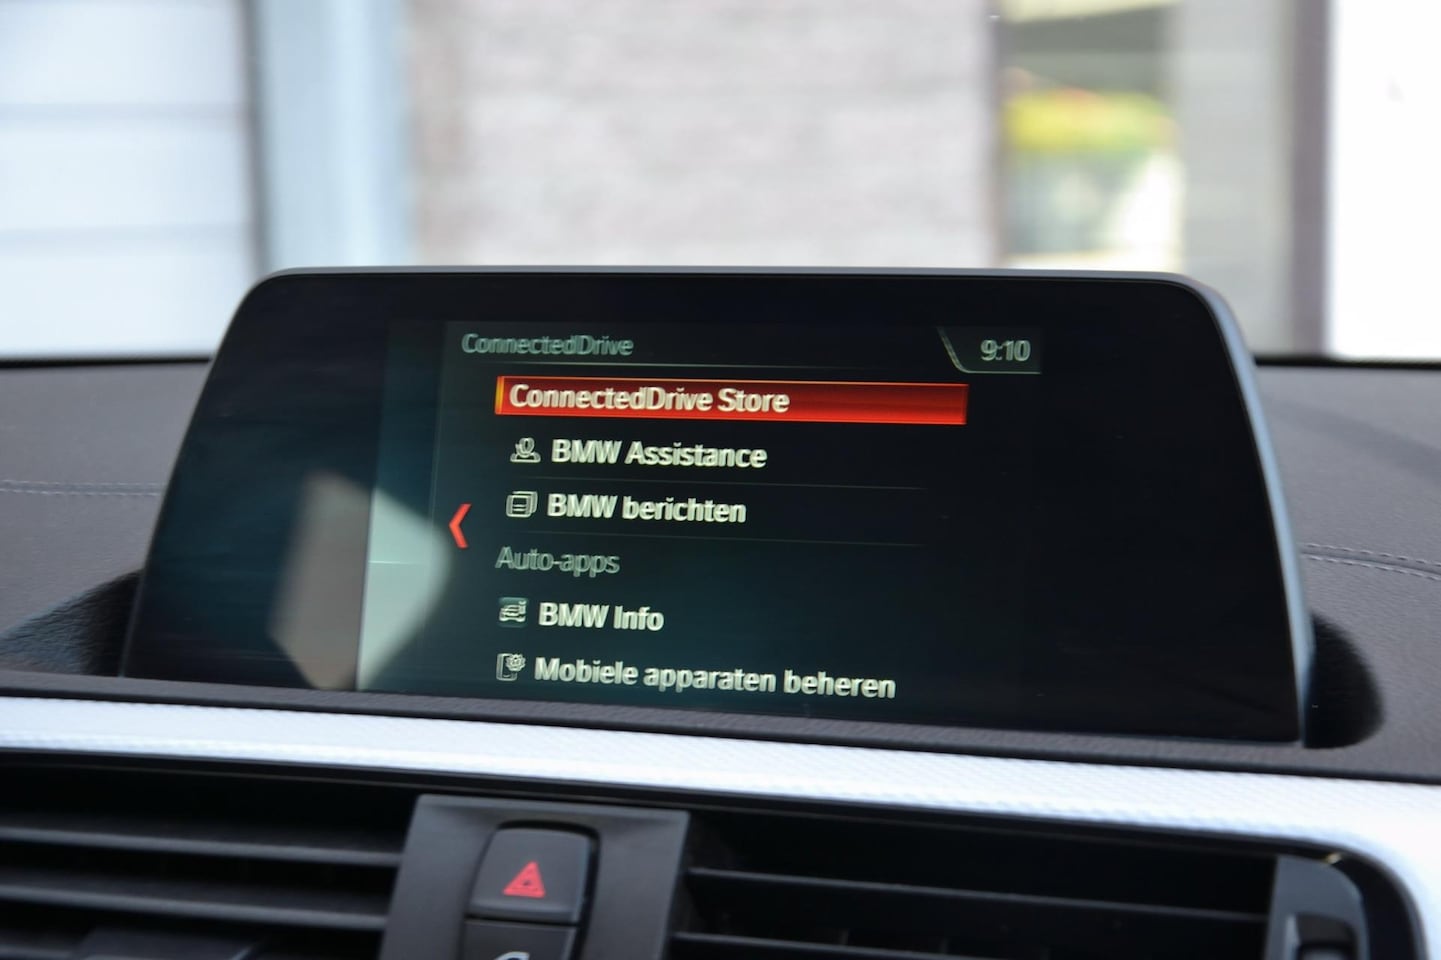 ConnectedDrive
9:10
ConnectedDrive Store
BMW Assistance
BMW berichten
Auto-apps
BMW Info
Mobiele apparaten beheren